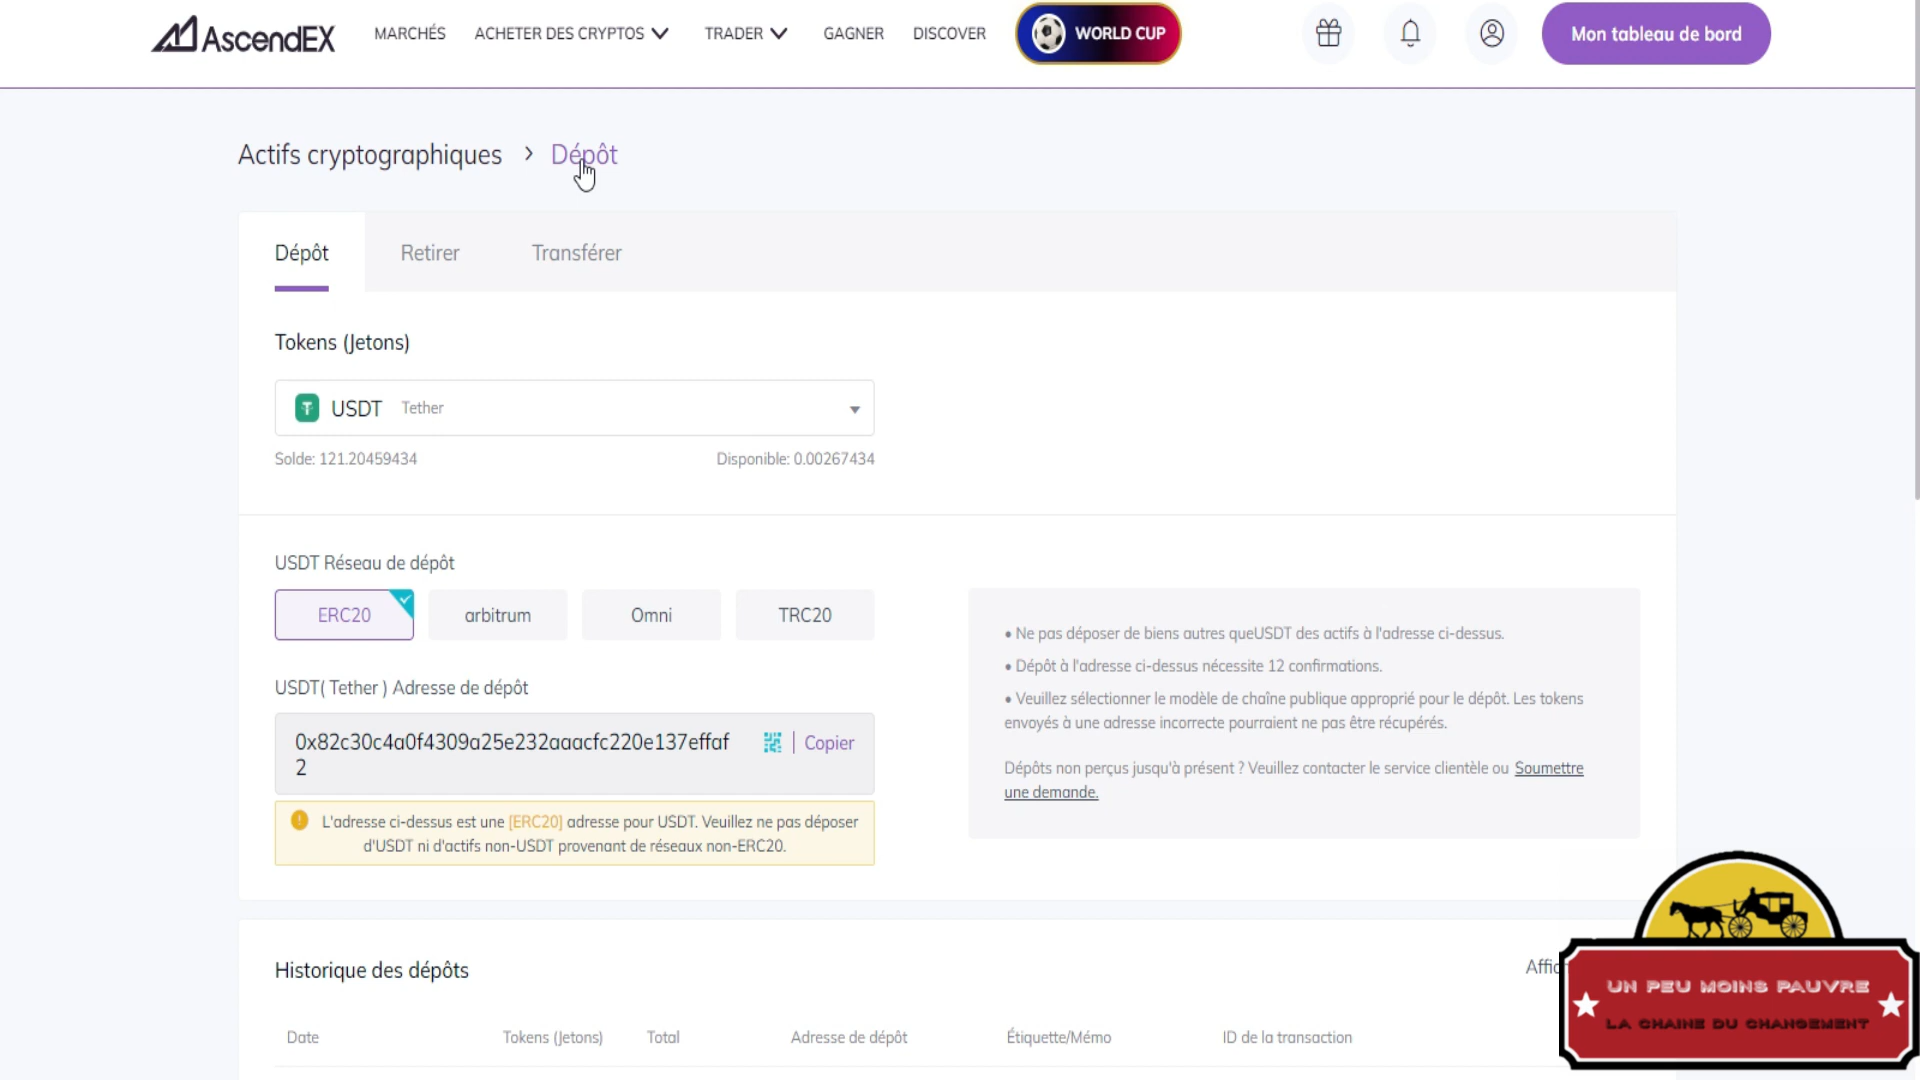 AscendEX
MARCHÉS
ACHETER DES CRYPTOS
TRADER
GAGNER
DISCOVER
WORLD CUP
Mon tableau de bord
Actifs cryptographiques > Dépôt
Dépôt
Retirer
Transférer
Tokens (Jetons)
USDT Tether
Solde: 121.20459434
Disponible: 0.00267434
USDT Réseau de dépôt
ERC20
arbitrum
Omni
TRC20
USDT( Tether ) Adresse de dépôt
0x82c30c4a0f4309a25e232aaacfc220e137effaf
2
Copier
L'adresse ci-dessus est une [ERC20] adresse pour USDT. Veuillez ne pas déposer
d'USDT ni d'actifs non-USDT provenant de réseaux non-ERC20.
• Ne pas déposer de biens autres queUSDT des actifs à l'adresse ci-dessus.
• Dépôt à l'adresse ci-dessus nécessite 12 confirmations.
• Veuillez sélectionner le modèle de chaîne publique approprié pour le dépôt. Les tokens
envoyés à une adresse incorrecte pourraient ne pas être récupérés.
Dépôts non perçus jusqu'à présent ? Veuillez contacter le service clientèle ou Soumettre
une demande.
Historique des dépôts
Date
Tokens (Jetons)
Total
Adresse de dépôt
Étiquette/Mémo
ID de la transaction
UN PEU MOINS PAUVRE
LA CHAINE DU CHANGEMENT